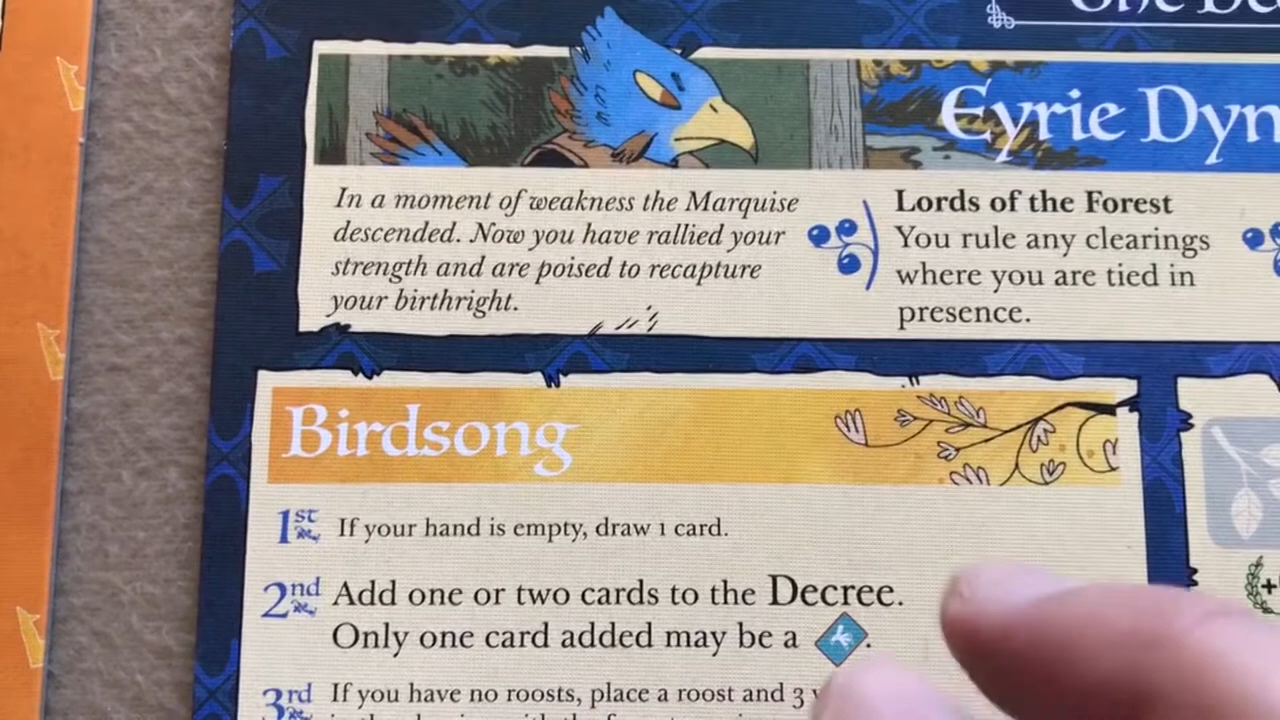 Eyrie
In a moment of weakness the Marquise
descended. Now you have rallied your
strength and are poised to recapture
your birthright.
Lords of the Forest
You rule any clearings
where you are tied in
presence.
Birdsong
1st If your hand is empty, draw 1 card.
2nd Add one or two cards to the Decree.
Only one card added may be a .
3rd If you have no roosts, place a roost and 3